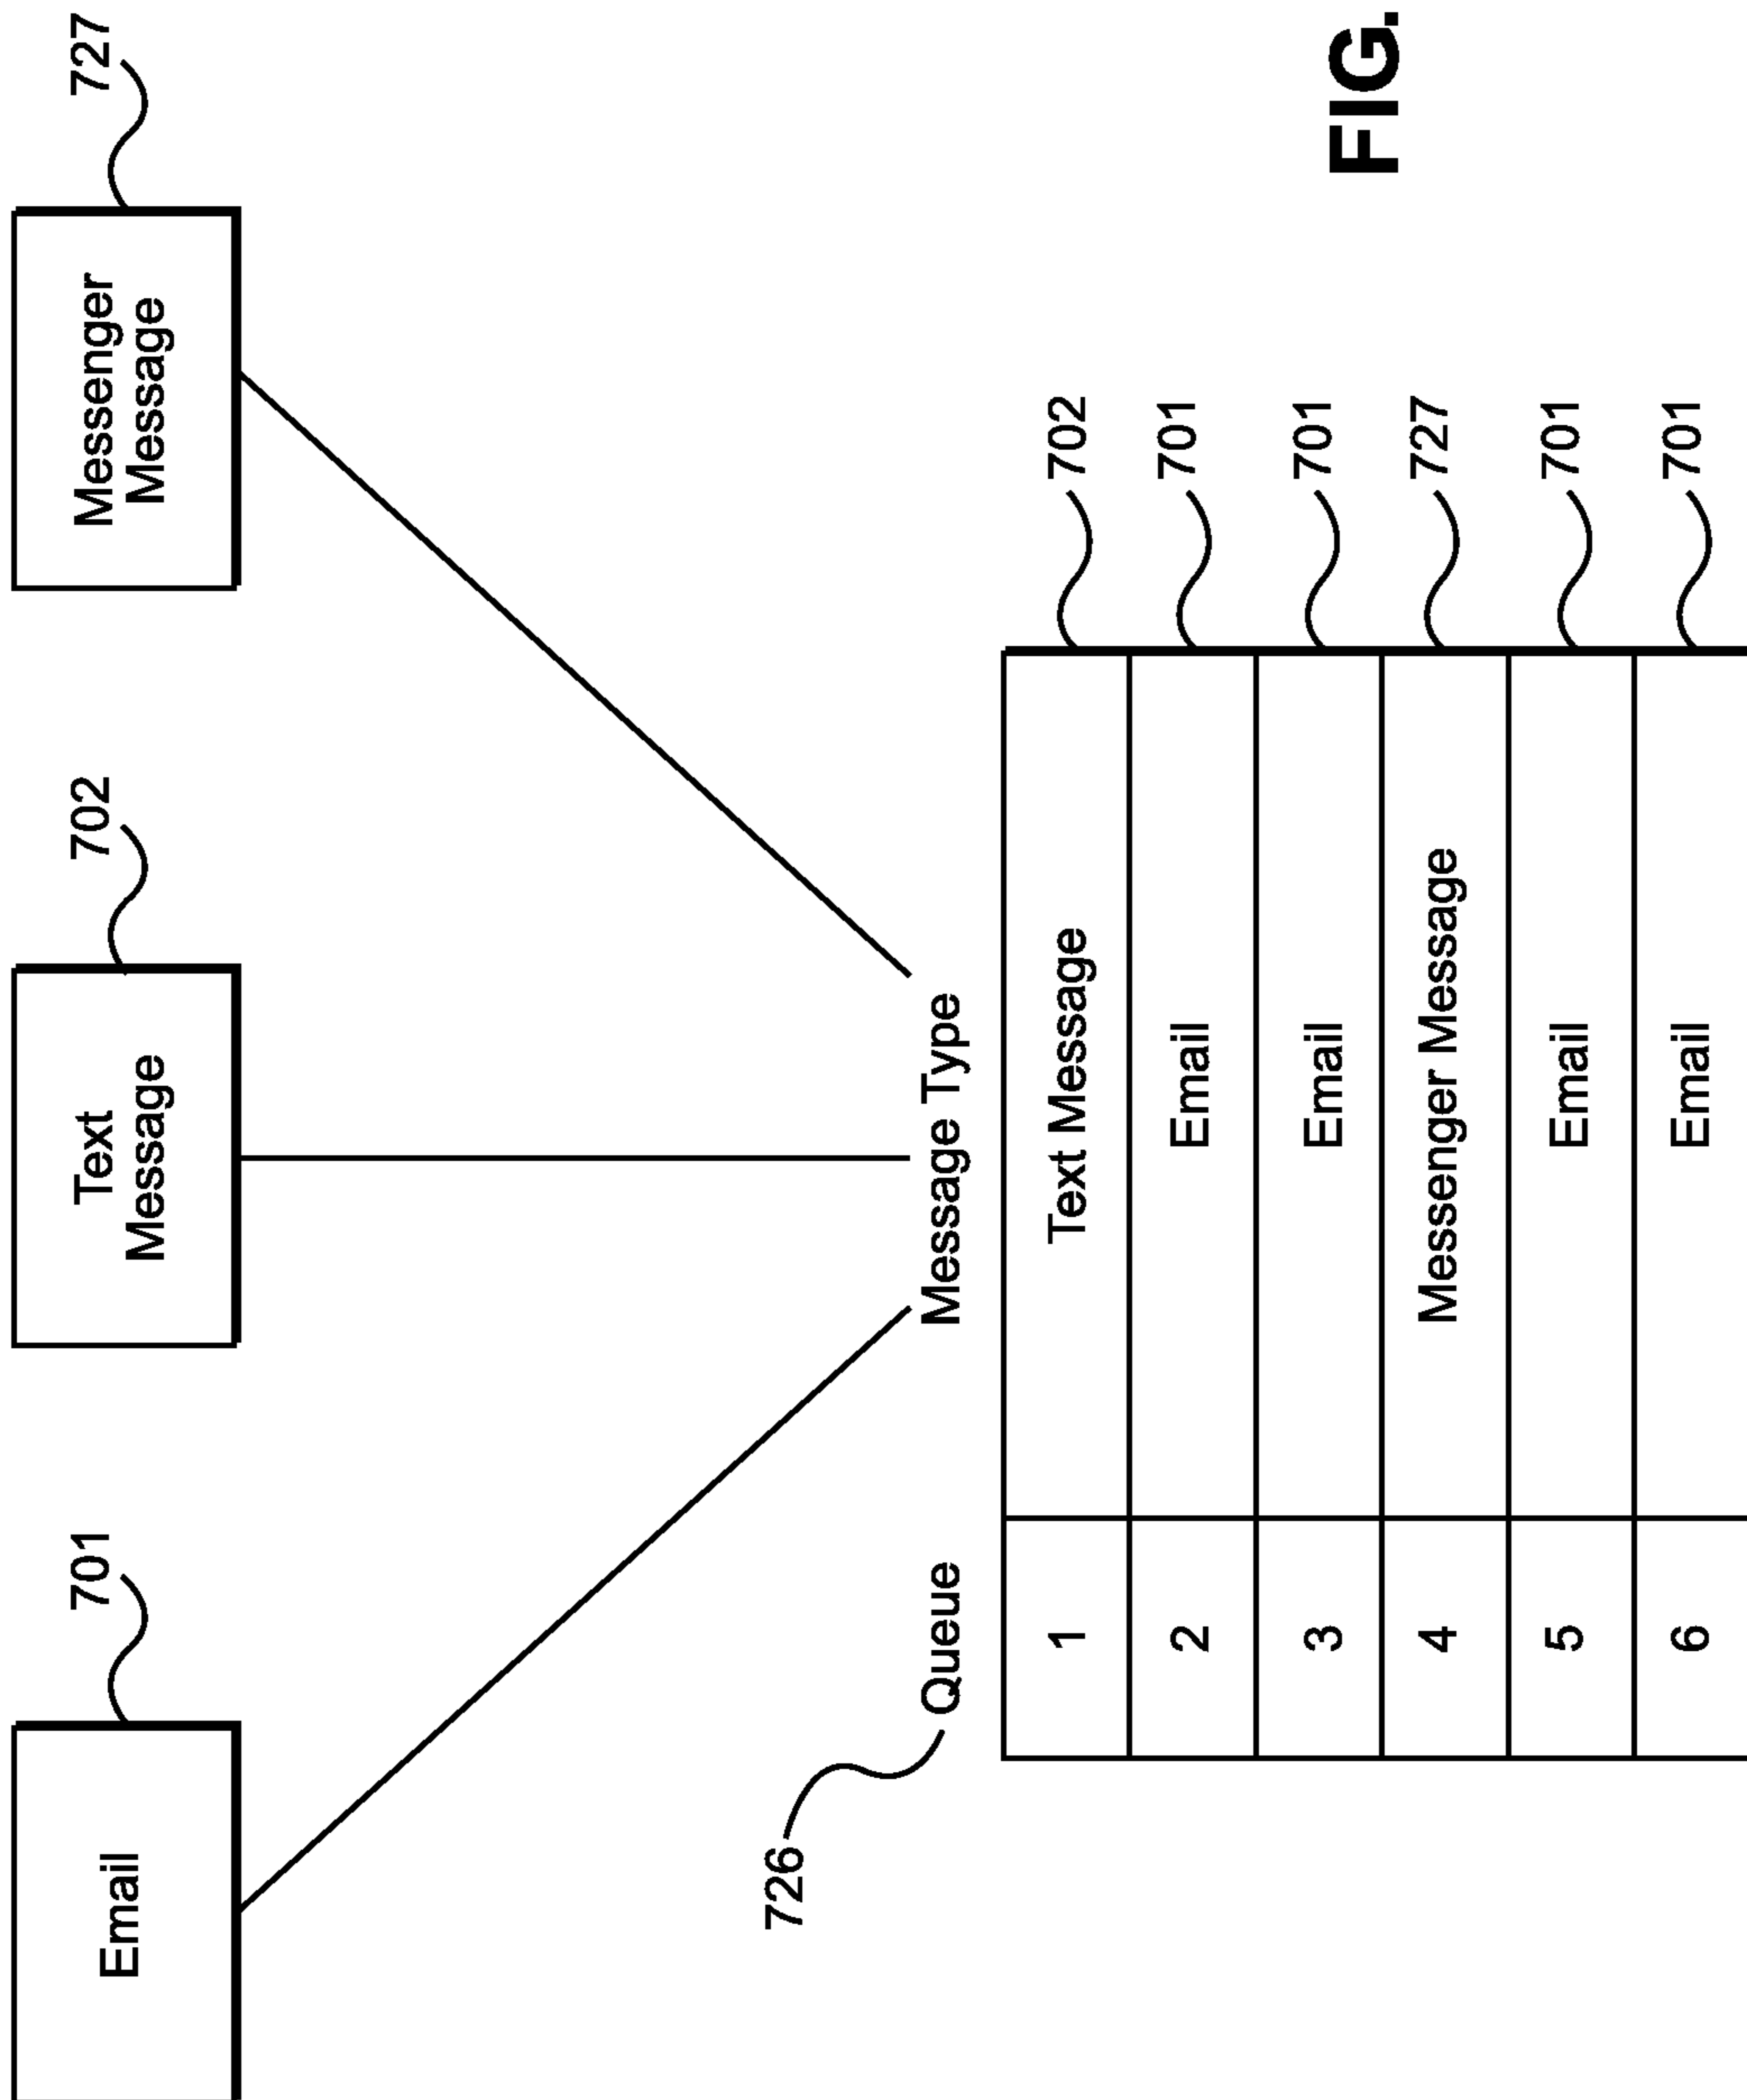 701
702
727
Email
Text
Message
Messenger
Message
726
Queue
Message Type
1
Text Message
702
2
Email
701
3
Email
701
4
Messenger Message
727
5
Email
701
6
Email
701
FIG.